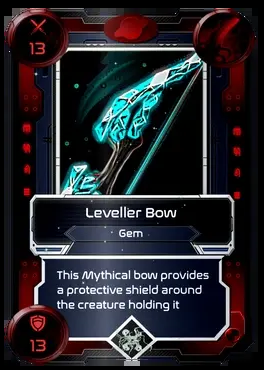 13
Leveller Bow
Gem
This Mythical bow provides
a protective shield around
the creature holding it
13